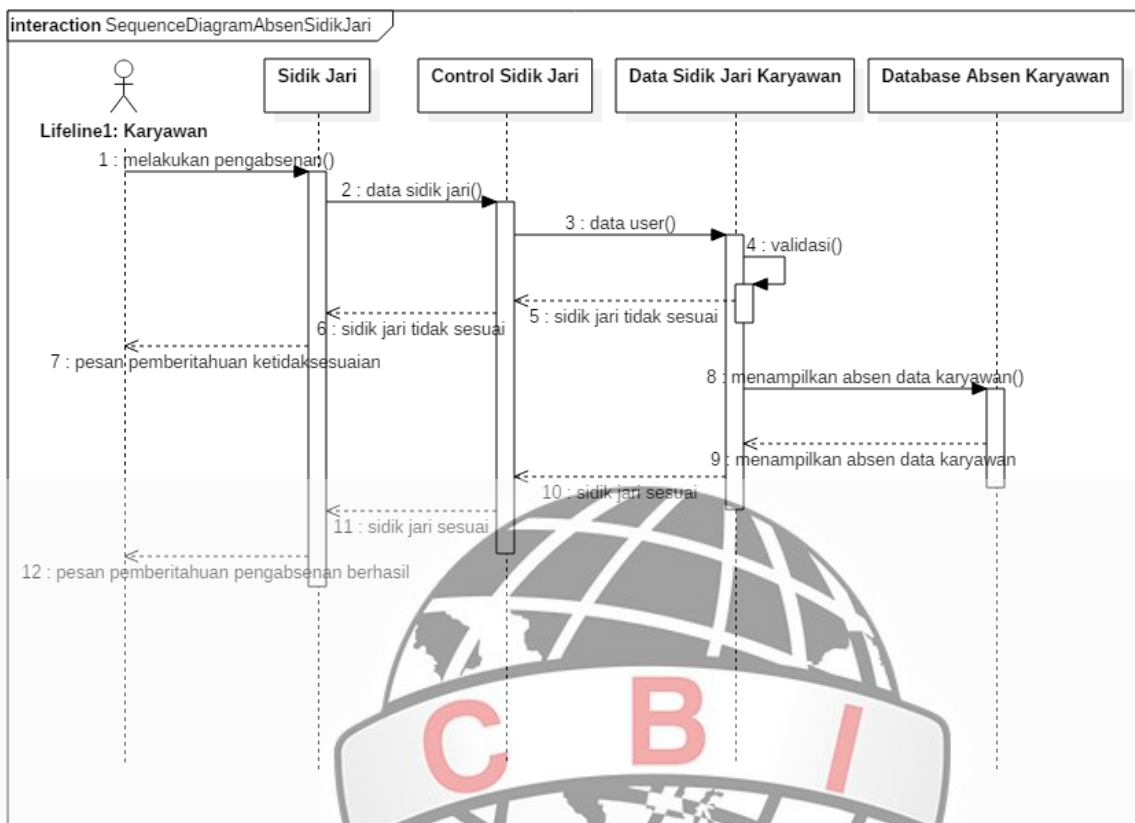 interaction SequenceDiagramAbsenSidikJari
Sidik Jari
Control Sidik Jari
Data Sidik Jari Karyawan
Database Absen Karyawan
Lifeline1: Karyawan
1 : melakukan pengabsenan()
2 : data sidik jari()
3 : data user()
4 : validasi()
5 : sidik jari tidak sesuai
6 : sidik jari tidak sesuai
7 : pesan pemberitahuan ketidaksesuaian
8 : menampilkan absen data karyawan()
9 : menampilkan absen data karyawan
10 : sidik jari sesuai
11 : sidik jari sesuai
12 : pesan pemberitahuan pengabsenan berhasil
C B I